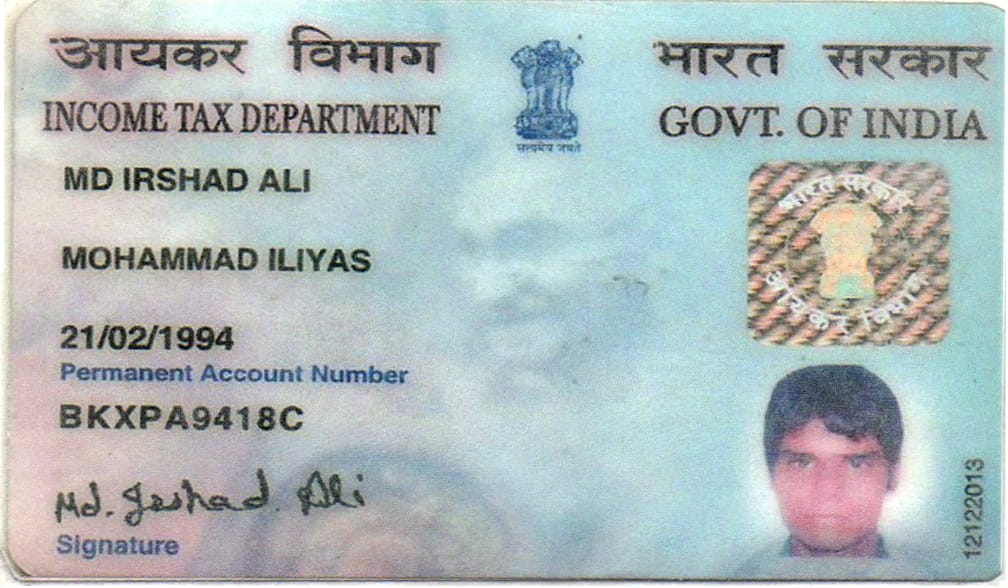 आयकर विभाग
INCOME TAX DEPARTMENT
सत्यमेव जयते
भारत सरकार
GOVT. OF INDIA
MD IRSHAD ALI
MOHAMMAD ILIYAS
21/02/1994
Permanent Account Number
BKXPA9418C
Md. Irshad Ali
Signature
भारत सरकार
आयकर विभाग
12122013